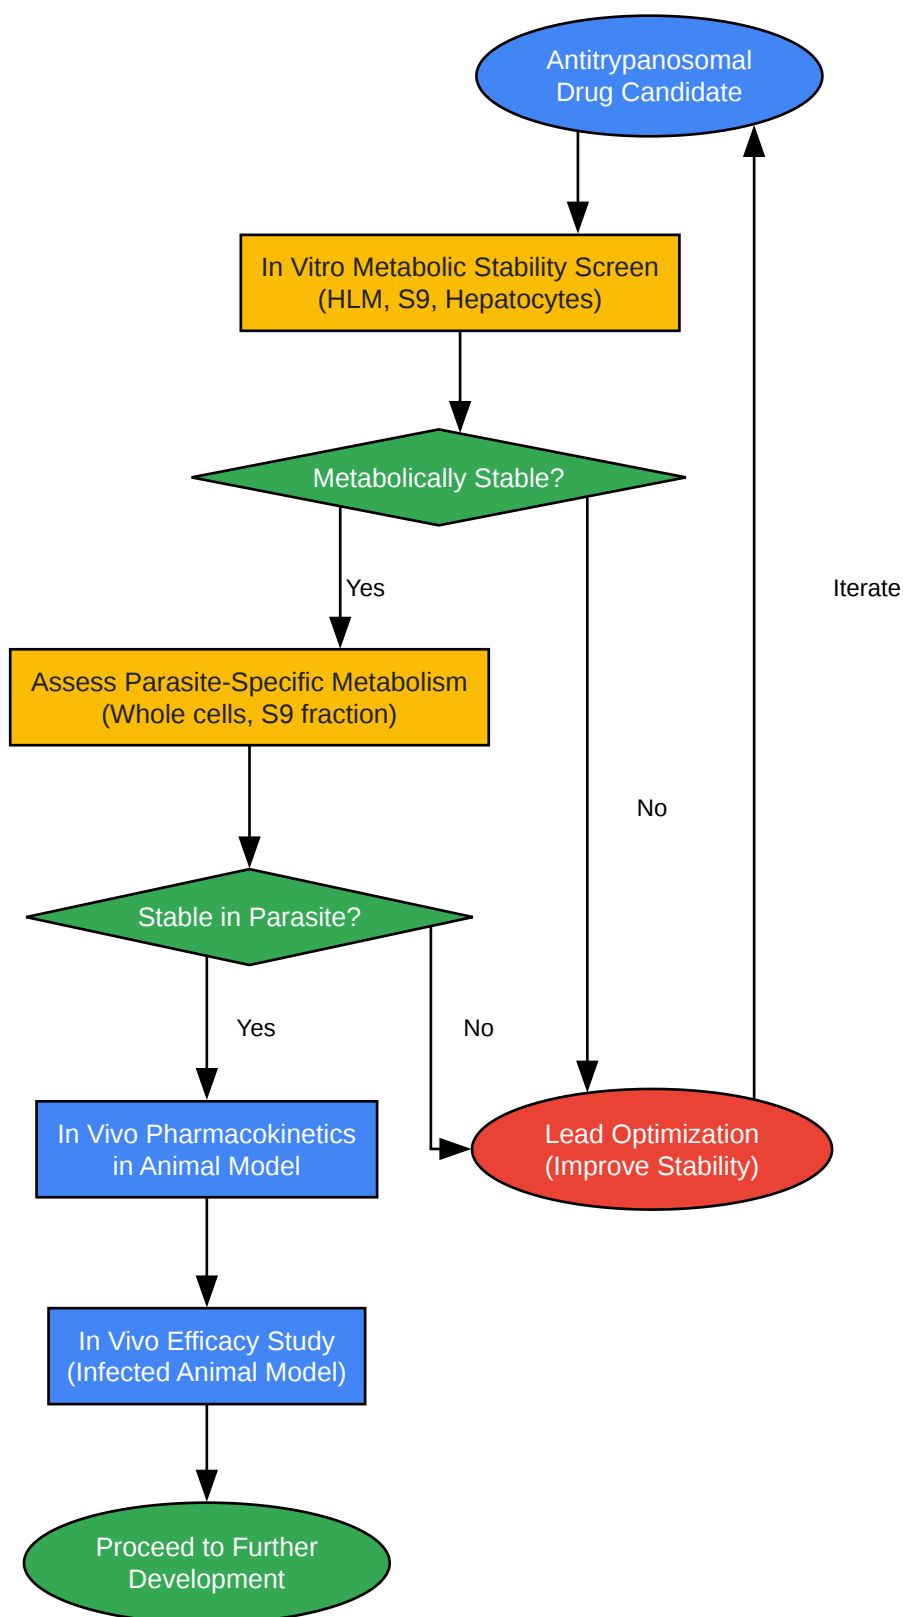 Antitrypanosomal
Drug Candidate
In Vitro Metabolic Stability Screen
(HLM, S9, Hepatocytes)
Metabolically Stable?
Yes
Iterate
Assess Parasite-Specific Metabolism
(Whole cells, S9 fraction)
No
Stable in Parasite?
Yes
No
In Vivo Pharmacokinetics
in Animal Model
Lead Optimization
(Improve Stability)
In Vivo Efficacy Study
(Infected Animal Model)
Proceed to Further
Development